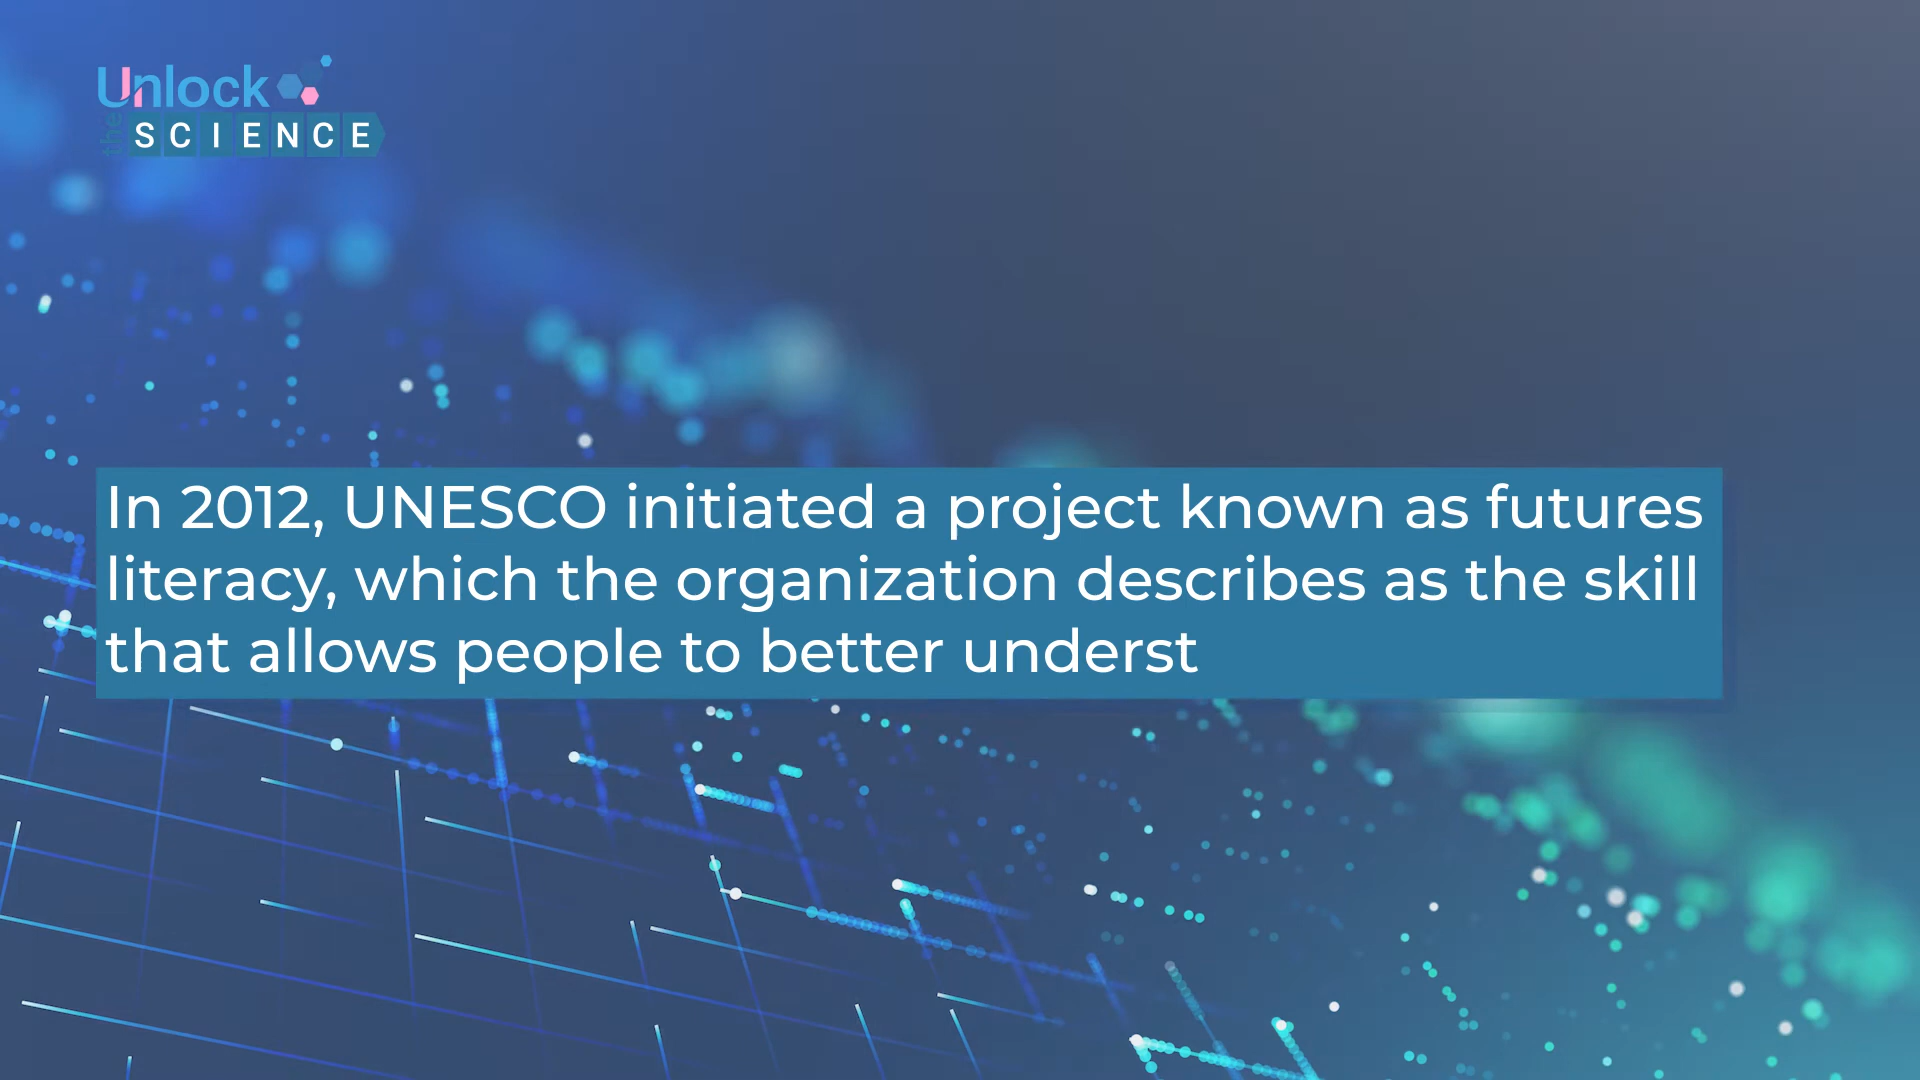 Unlock
the SCIENCE
In 2012, UNESCO initiated a project known as futures
literacy, which the organization describes as the skill
that allows people to better underst